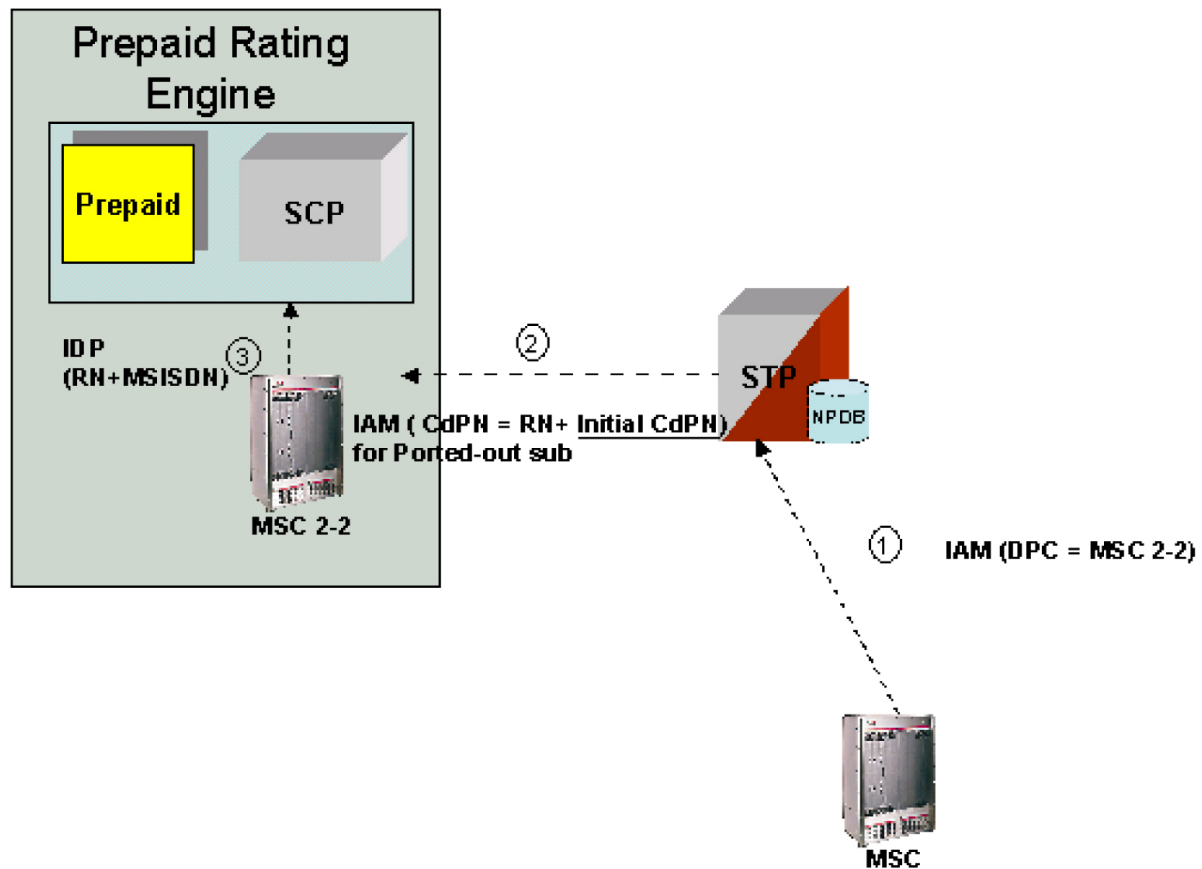 Prepaid Rating
Engine
Prepaid
SCP
IDP
(RN+MSISDN)
3
MSC 2-2
2
IAM ( CdPN = RN+ Initial CdPN)
for Ported-out sub
STP
NPDB
1
IAM (DPC = MSC 2-2)
MSC